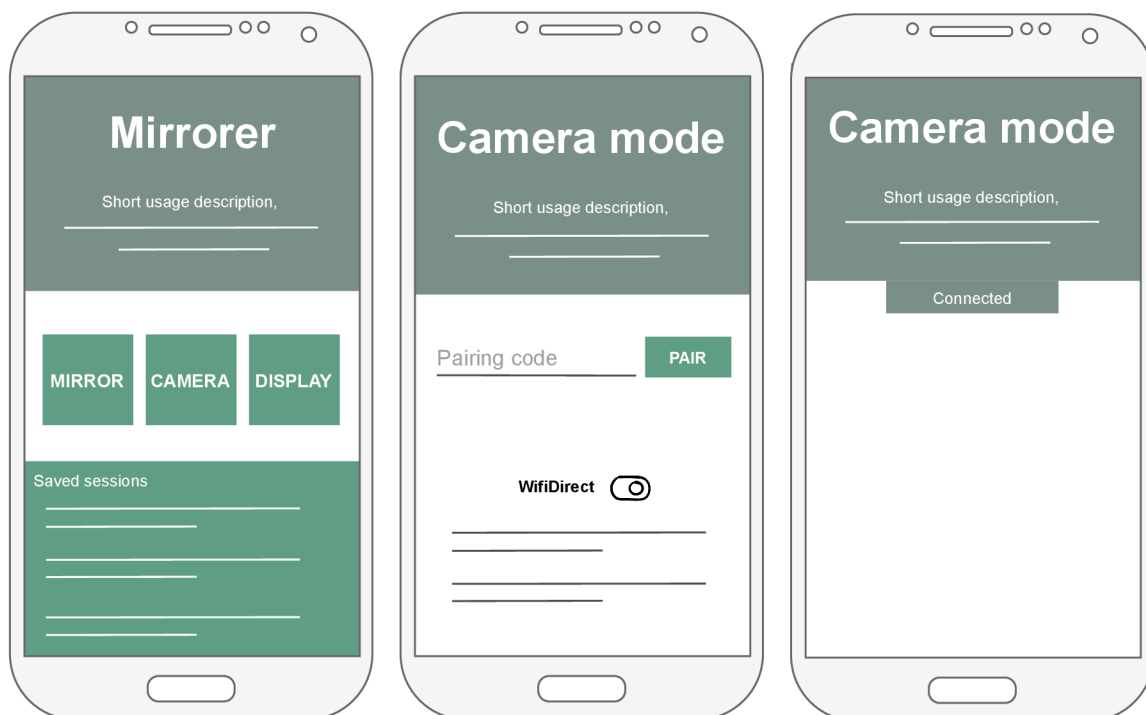 Mirrorer
Short usage description,
MIRROR CAMERA DISPLAY
Saved sessions
Camera mode
Short usage description,
Pairing code PAIR
WifiDirect
Camera mode
Short usage description,
Connected